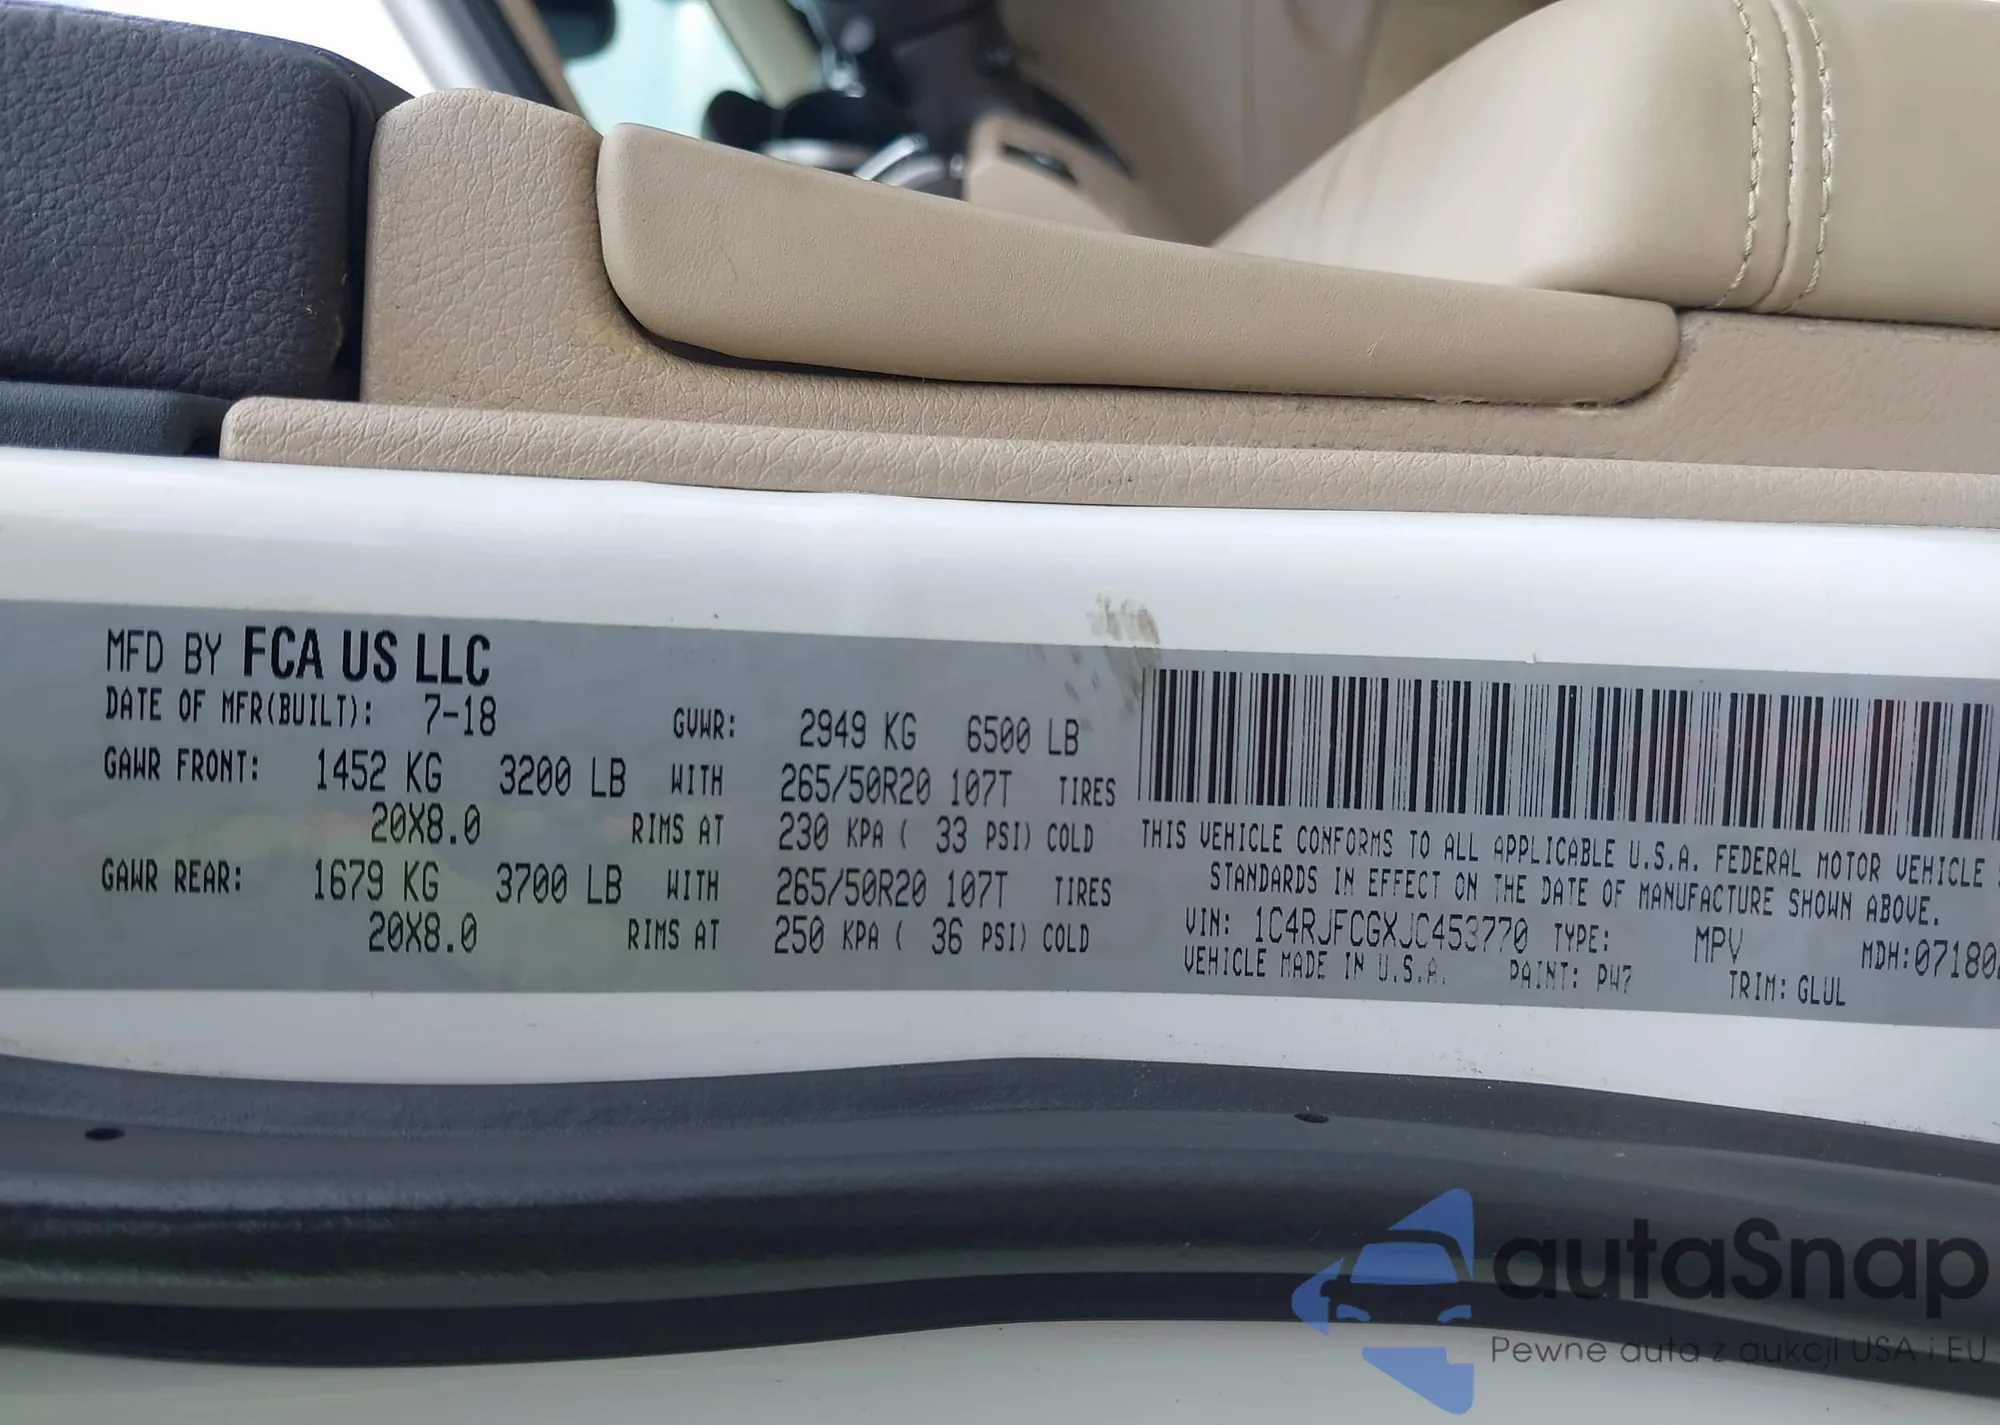 MFD BY FCA US LLC
DATE OF MFR(BUILT): 7-18 GVWR: 2949 KG 6500 LB
GAWR FRONT: 1452 KG 3200 LB WITH 265/50R20 107T TIRES
20X8.0 RIMS AT 230 KPA ( 33 PSI) COLD
GAWR REAR: 1679 KG 3700 LB WITH 265/50R20 107T TIRES
20X8.0 RIMS AT 250 KPA ( 36 PSI) COLD
THIS VEHICLE CONFORMS TO ALL APPLICABLE U.S.A. FEDERAL MOTOR VEHICLE
STANDARDS IN EFFECT ON THE DATE OF MANUFACTURE SHOWN ABOVE.
VIN: 1C4RJFCGXJC453770 TYPE: MPV MDH:07180
VEHICLE MADE IN U.S.A. PAINT: PW7 TRIM: GLUL
autaSnap
Pewne auta z aukcji USA i EU